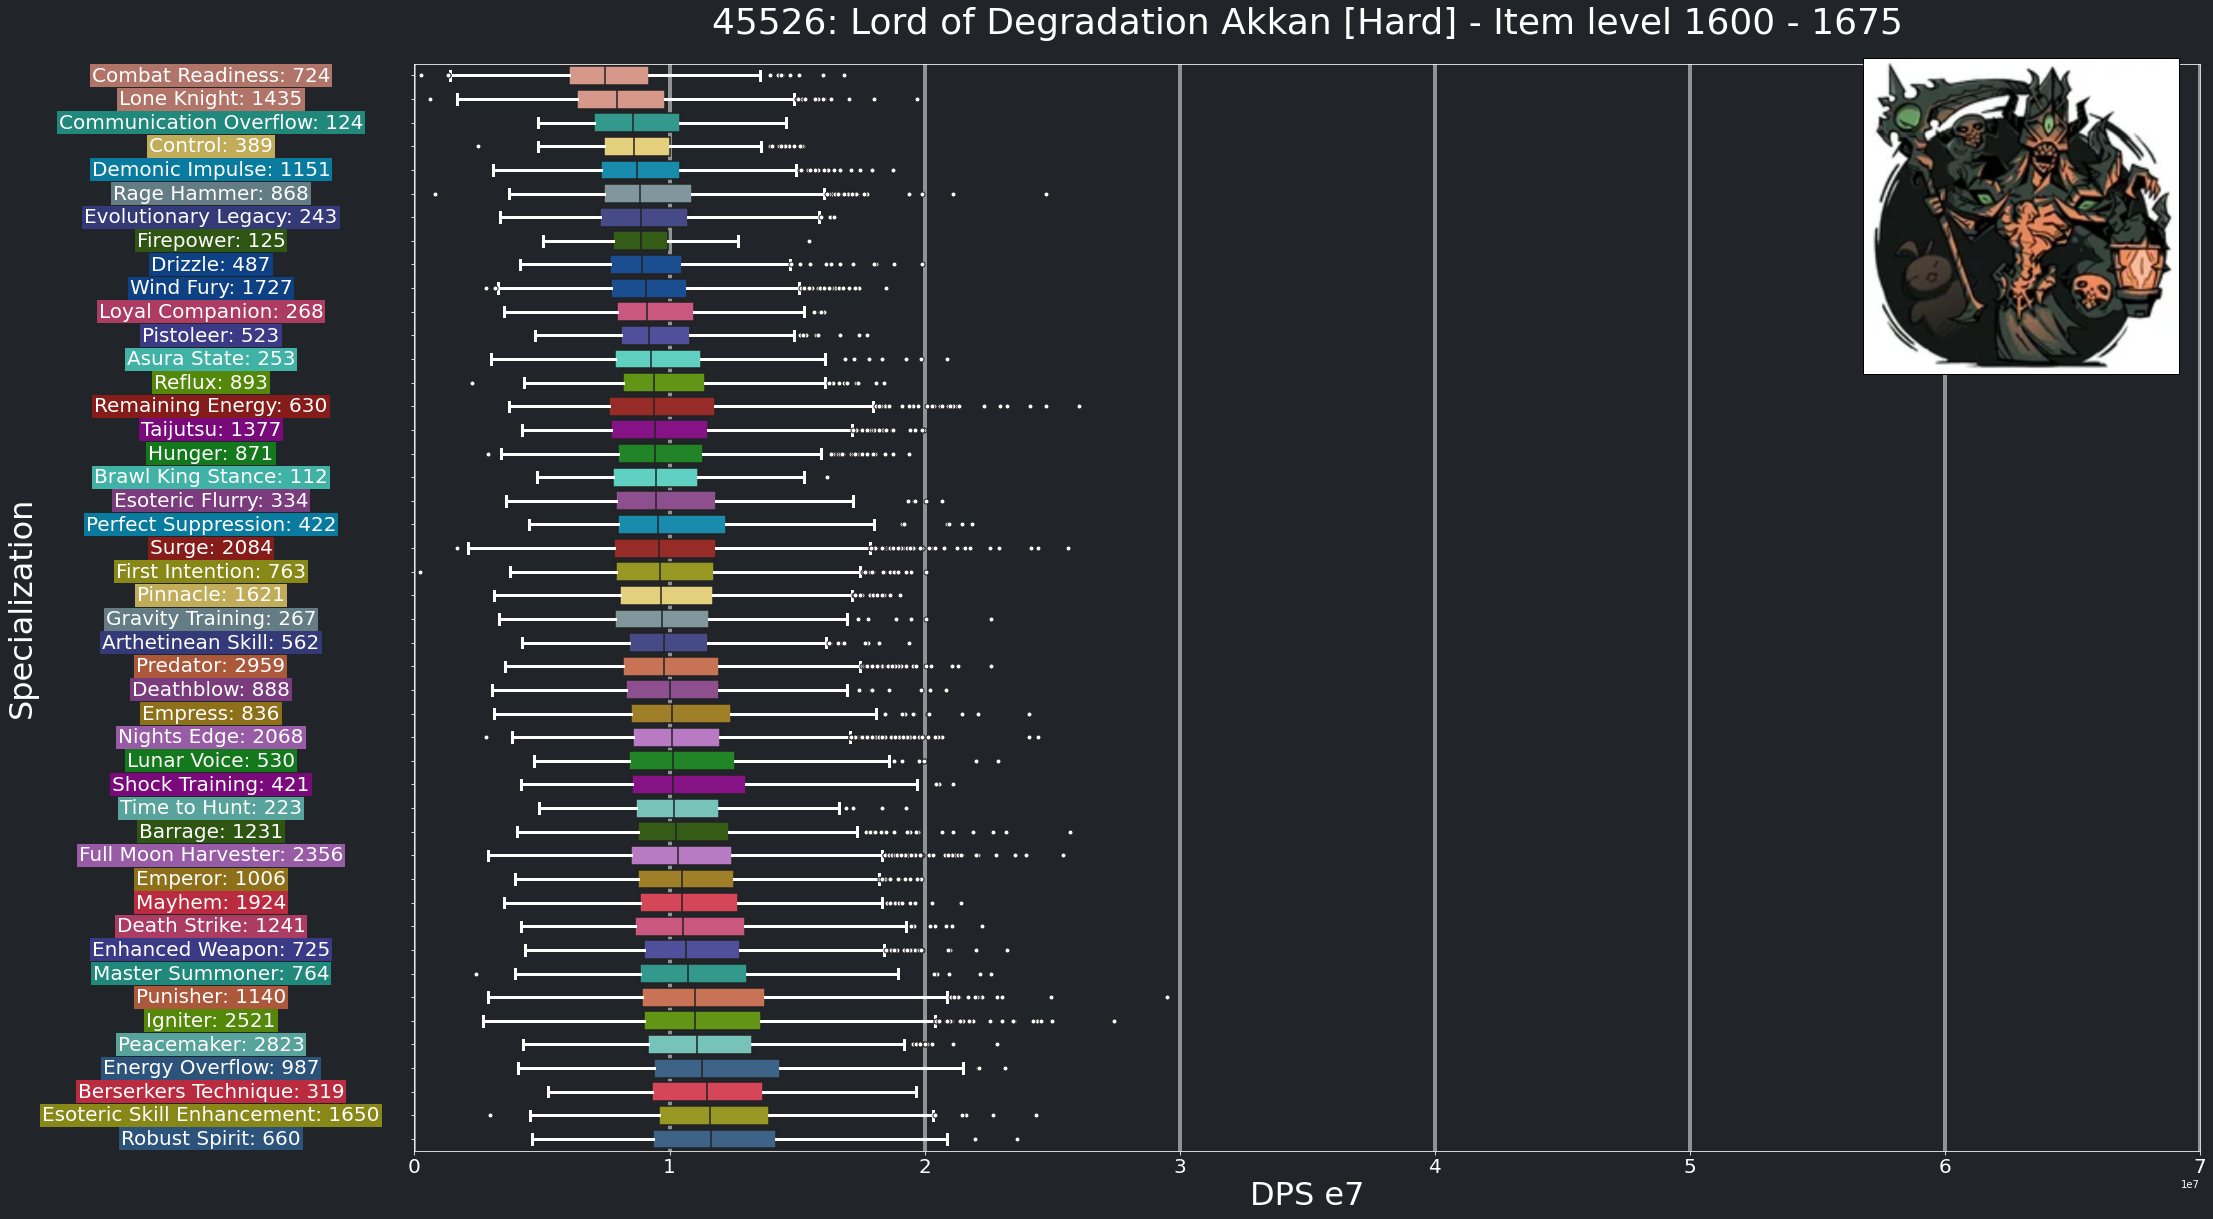 45526: Lord of Degradation Akkan [Hard] - Item level 1600 - 1675
Specialization
Combat Readiness: 724
Lone Knight: 1435
Communication Overflow: 124
Control: 389
Demonic Impulse: 1151
Rage Hammer: 868
Evolutionary Legacy: 243
Firepower: 125
Drizzle: 487
Wind Fury: 1727
Loyal Companion: 268
Pistoleer: 523
Asura State: 253
Reflux: 893
Remaining Energy: 630
Taijutsu: 1377
Hunger: 871
Brawl King Stance: 112
Esoteric Flurry: 334
Perfect Suppression: 422
Surge: 2084
First Intention: 763
Pinnacle: 1621
Gravity Training: 267
Arthetinean Skill: 562
Predator: 2959
Deathblow: 888
Empress: 836
Nights Edge: 2068
Lunar Voice: 530
Shock Training: 421
Time to Hunt: 223
Barrage: 1231
Full Moon Harvester: 2356
Emperor: 1006
Mayhem: 1924
Death Strike: 1241
Enhanced Weapon: 725
Master Summoner: 764
Punisher: 1140
Igniter: 2521
Peacemaker: 2823
Energy Overflow: 987
Berserkers Technique: 319
Esoteric Skill Enhancement: 1650
Robust Spirit: 660
0 1 2 3 4 5 6 7
1e7
DPS e7